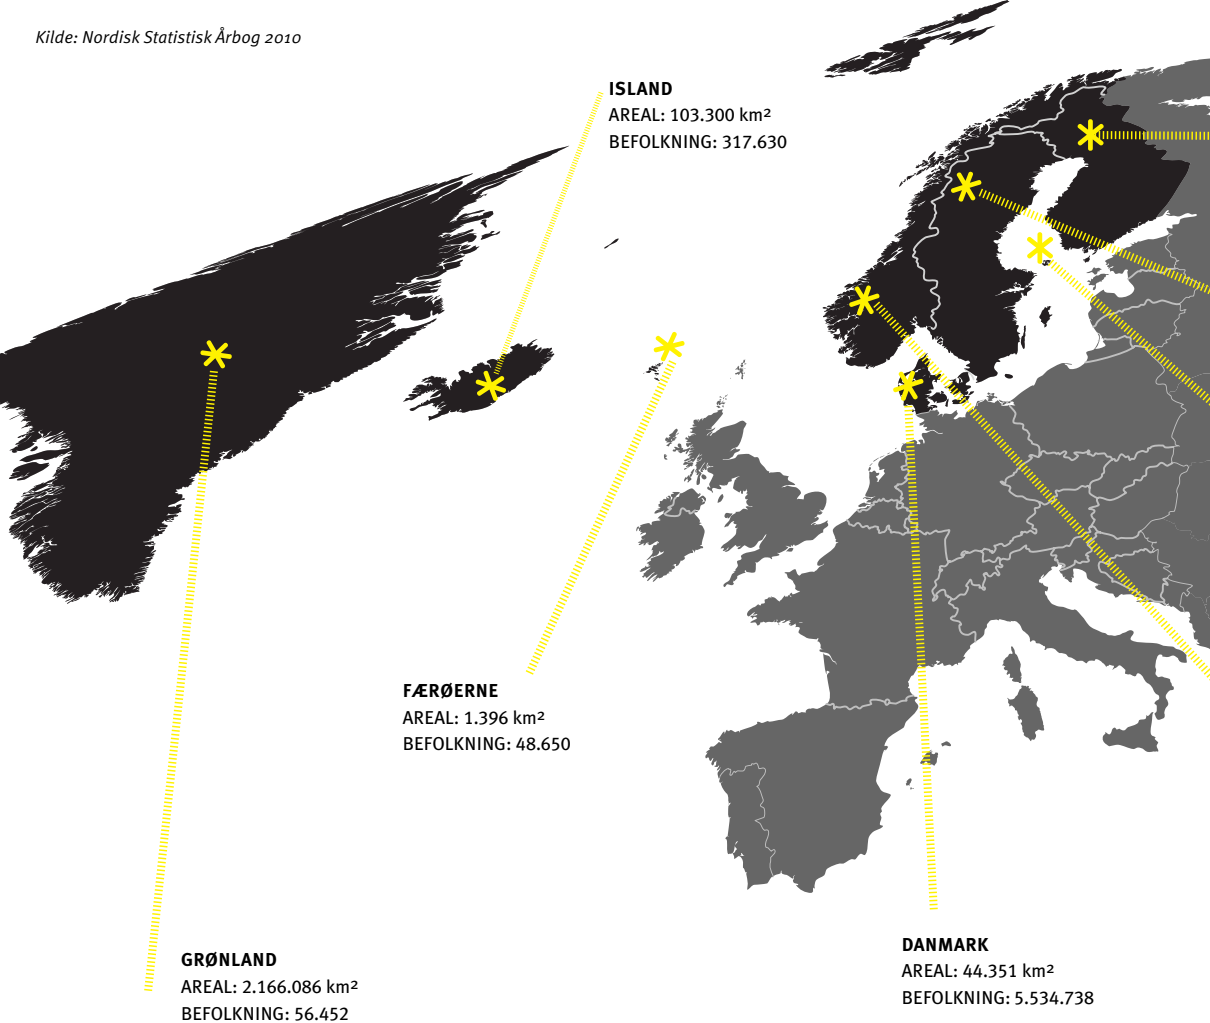 Kilde: Nordisk Statistisk Årbog 2010
ISLAND
AREAL: 103.300 km²
BEFOLKNING: 317.630
FÆRØERNE
AREAL: 1.396 km²
BEFOLKNING: 48.650
DANMARK
AREAL: 44.351 km²
BEFOLKNING: 5.534.738
GRØNLAND
AREAL: 2.166.086 km²
BEFOLKNING: 56.452